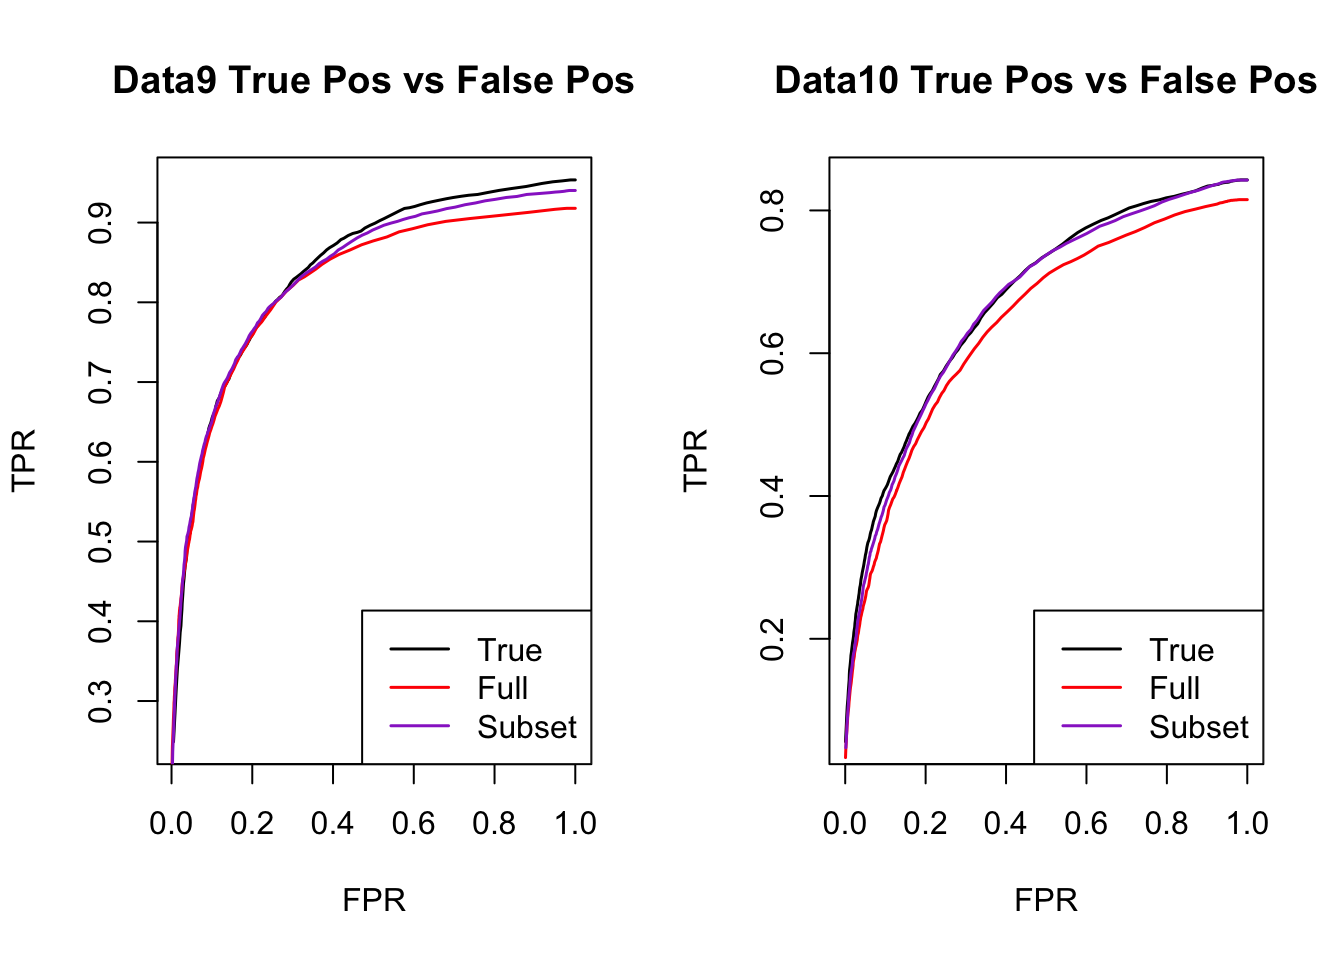 Data9 True Pos vs False Pos
TPR
0.9
0.8
0.7
0.6
0.5
0.4
0.3
True
Full
Subset
0.0 0.2 0.4 0.6 0.8 1.0
FPR
Data10 True Pos vs False Pos
TPR
0.8
0.6
0.4
0.2
True
Full
Subset
0.0 0.2 0.4 0.6 0.8 1.0
FPR